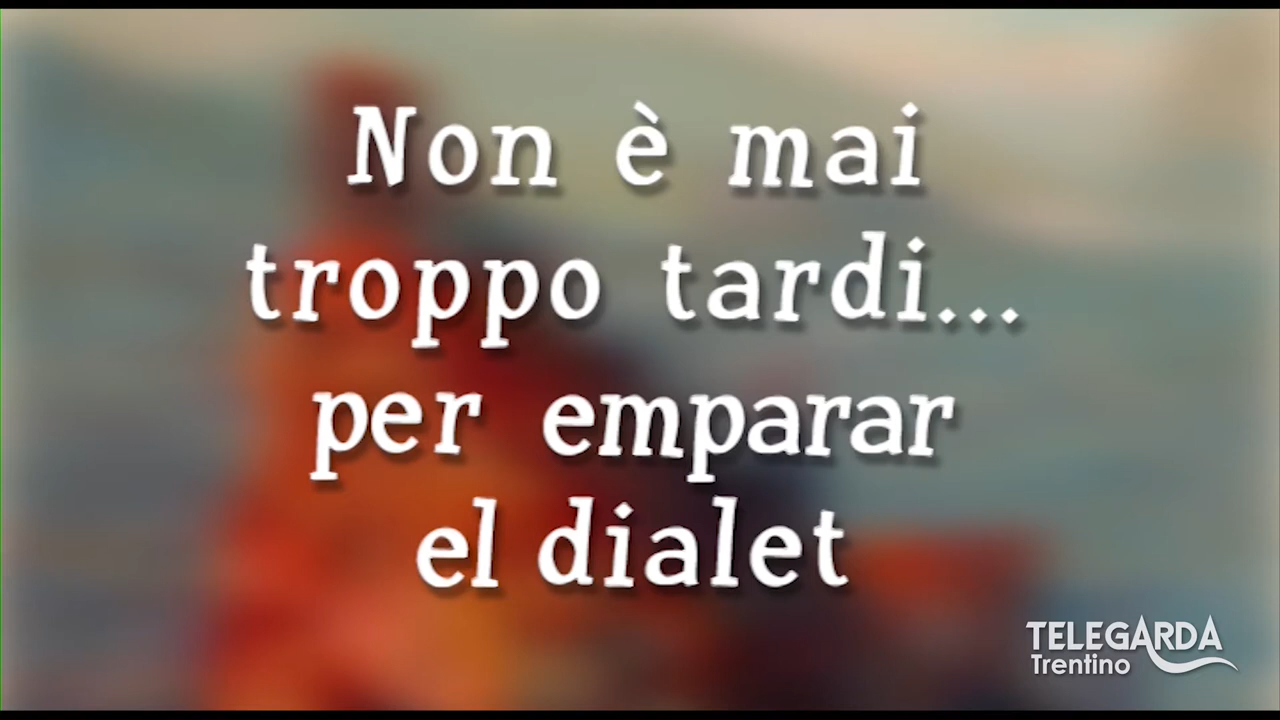 Non è mai
troppo tardi...
per emparar
el dialet
TELEGARDA
Trentino